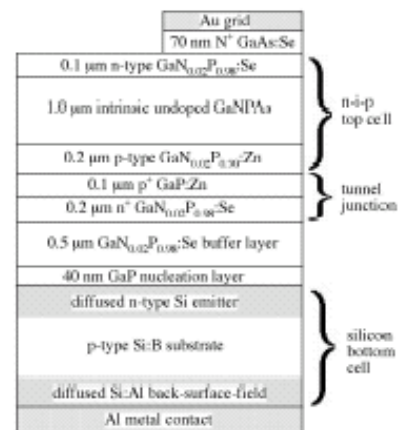 Au grid
70 nm N⁺ GaAs:Se
0.1 μm n-type GaN₀.₀₂P₀.₉₈:Se
1.0 μm intrinsic undoped GaNPAs
n-i-p
top cell
0.2 μm p-type GaN₀.₀₂P₀.₉₈:Zn
0.1 μm p⁺ GaP:Zn
0.2 μm n⁺ GaN₀.₀₂P₀.₉₈:Se
tunnel
junction
0.5 μm GaN₀.₀₂P₀.₉₈:Se buffer layer
40 nm GaP nucleation layer
diffused n-type Si emitter
p-type Si:B substrate
diffused Si:Al back-surface-field
silicon
bottom
cell
Al metal contact